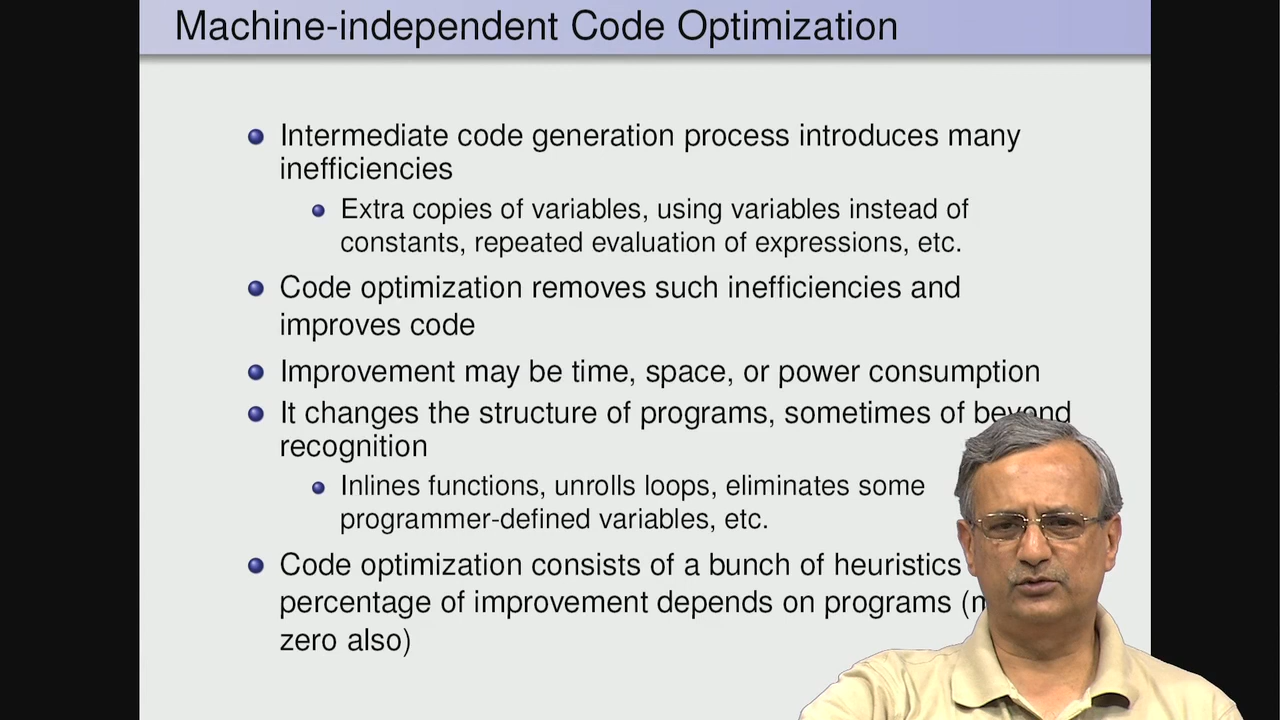 Machine-independent Code Optimization
Intermediate code generation process introduces many
inefficiencies
Extra copies of variables, using variables instead of
constants, repeated evaluation of expressions, etc.
Code optimization removes such inefficiencies and
improves code
Improvement may be time, space, or power consumption
It changes the structure of programs, sometimes of beyond
recognition
Inlines functions, unrolls loops, eliminates some
programmer-defined variables, etc.
Code optimization consists of a bunch of heuristics
percentage of improvement depends on programs
zero also)